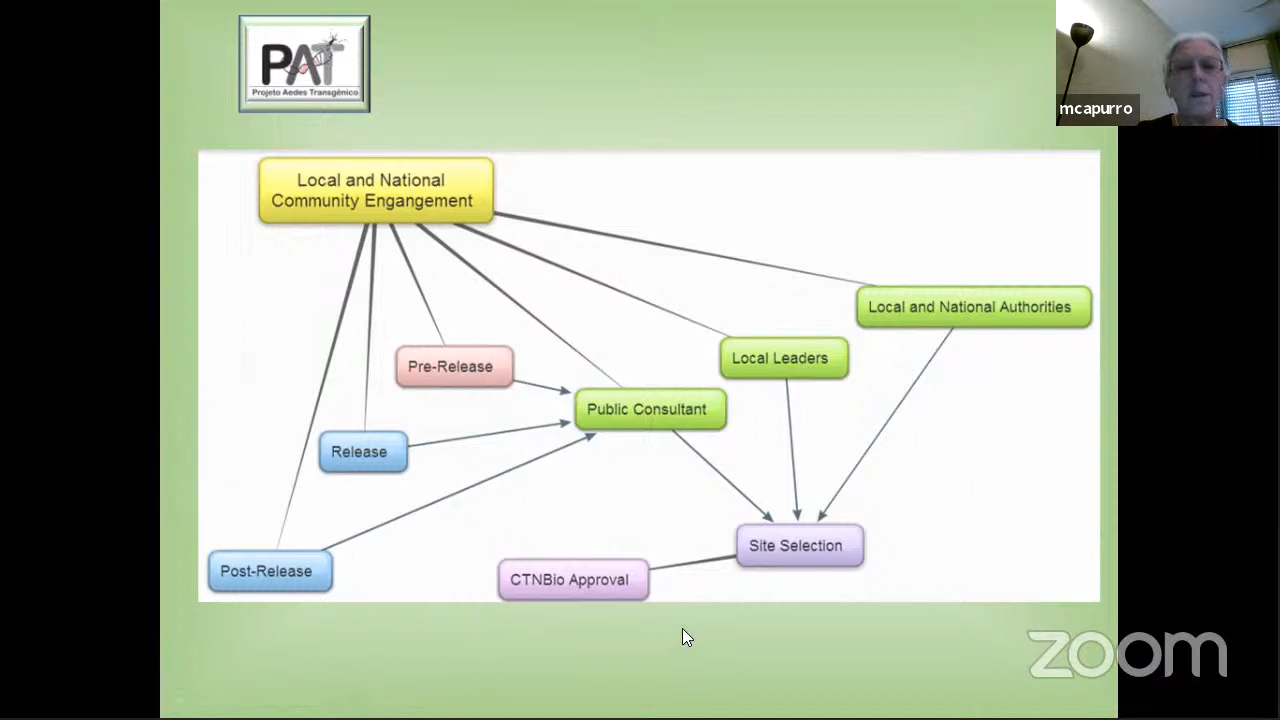 PAT
Projeto Aedes Transgênico
mcapurro
Local and National
Community Engangement
Local and National Authorities
Local Leaders
Pre-Release
Public Consultant
Release
Site Selection
Post-Release
CTNBio Approval
zoom